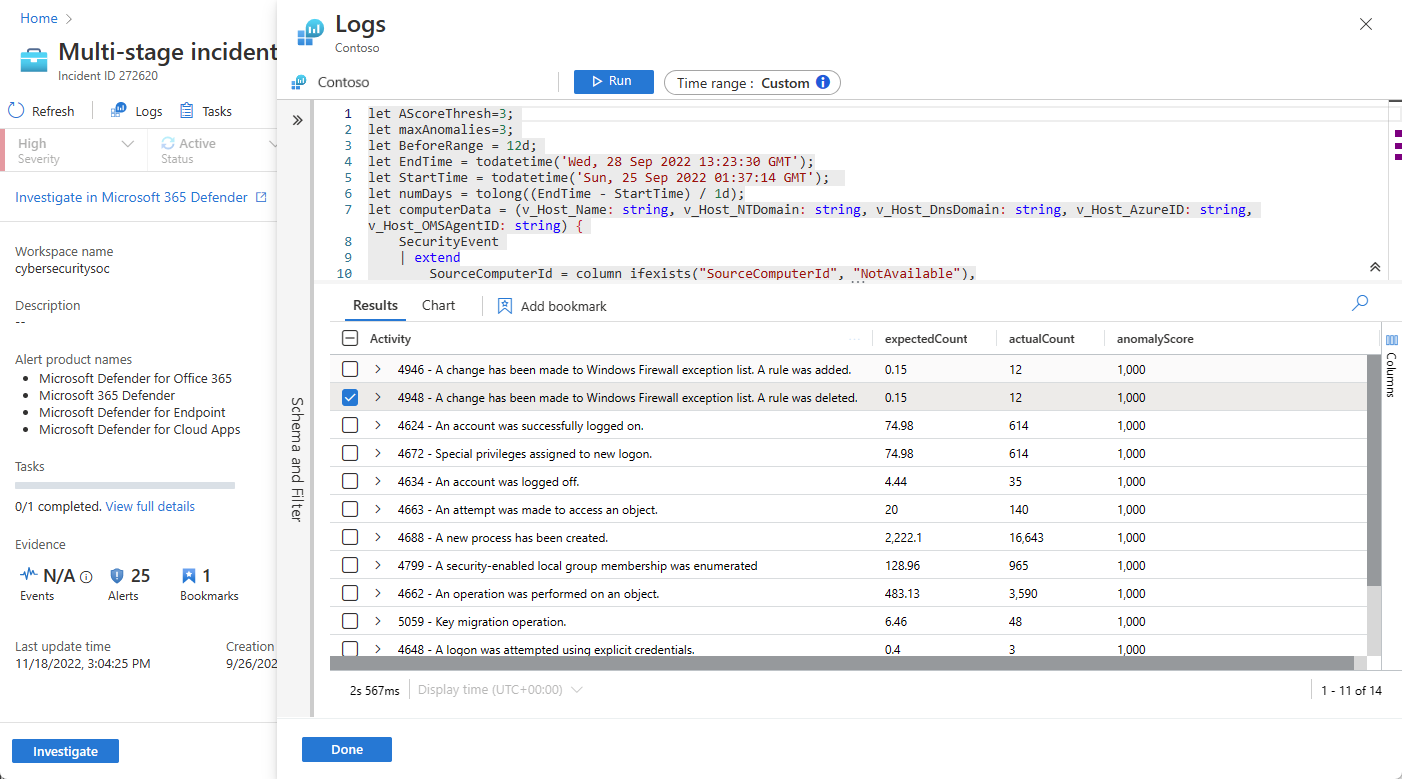 Home
Multi-stage incident
Incident ID 272620
Refresh
Logs
Tasks
High
Severity
Active
Status
Investigate in Microsoft 365 Defender
Workspace name
cybersecuritysoc
Description
--
Alert product names
Microsoft Defender for Office 365
Microsoft 365 Defender
Microsoft Defender for Endpoint
Microsoft Defender for Cloud Apps
Tasks
0/1 completed. View full details
Evidence
N/A
Events
25
Alerts
1
Bookmarks
Last update time
11/18/2022, 3:04:25 PM
Creation
9/26/202
Investigate
Logs
Contoso
Contoso
Run
Time range : Custom
1 let AScoreThresh=3;
2 let maxAnomalies=3;
3 let BeforeRange = 12d;
4 let EndTime = todatetime('Wed, 28 Sep 2022 13:23:30 GMT');
5 let StartTime = todatetime('Sun, 25 Sep 2022 01:37:14 GMT');
6 let numDays = tolong((EndTime - StartTime) / 1d);
7 let computerData = (v_Host_Name: string, v_Host_NTDomain: string, v_Host_DnsDomain: string, v_Host_AzureID: string,
v_Host_OMSAgentID: string) {
8 SecurityEvent
9 | extend
10 SourceComputerId = column ifexists("SourceComputerId", "NotAvailable"),
Schema and Filter
Results
Chart
Add bookmark
Activity expectedCount actualCount anomalyScore
4946 - A change has been made to Windows Firewall exception list. A rule was added. 0.15 12 1,000
4948 - A change has been made to Windows Firewall exception list. A rule was deleted. 0.15 12 1,000
4624 - An account was successfully logged on. 74.98 614 1,000
4672 - Special privileges assigned to new logon. 74.98 614 1,000
4634 - An account was logged off. 4.44 35 1,000
4663 - An attempt was made to access an object. 20 140 1,000
4688 - A new process has been created. 2,222.1 16,643 1,000
4799 - A security-enabled local group membership was enumerated 128.96 965 1,000
4662 - An operation was performed on an object. 483.13 3,590 1,000
5059 - Key migration operation. 6.46 48 1,000
4648 - A logon was attempted using explicit credentials. 0.4 3 1,000
Columns
2s 567ms
Display time (UTC+00:00)
1 - 11 of 14
Done